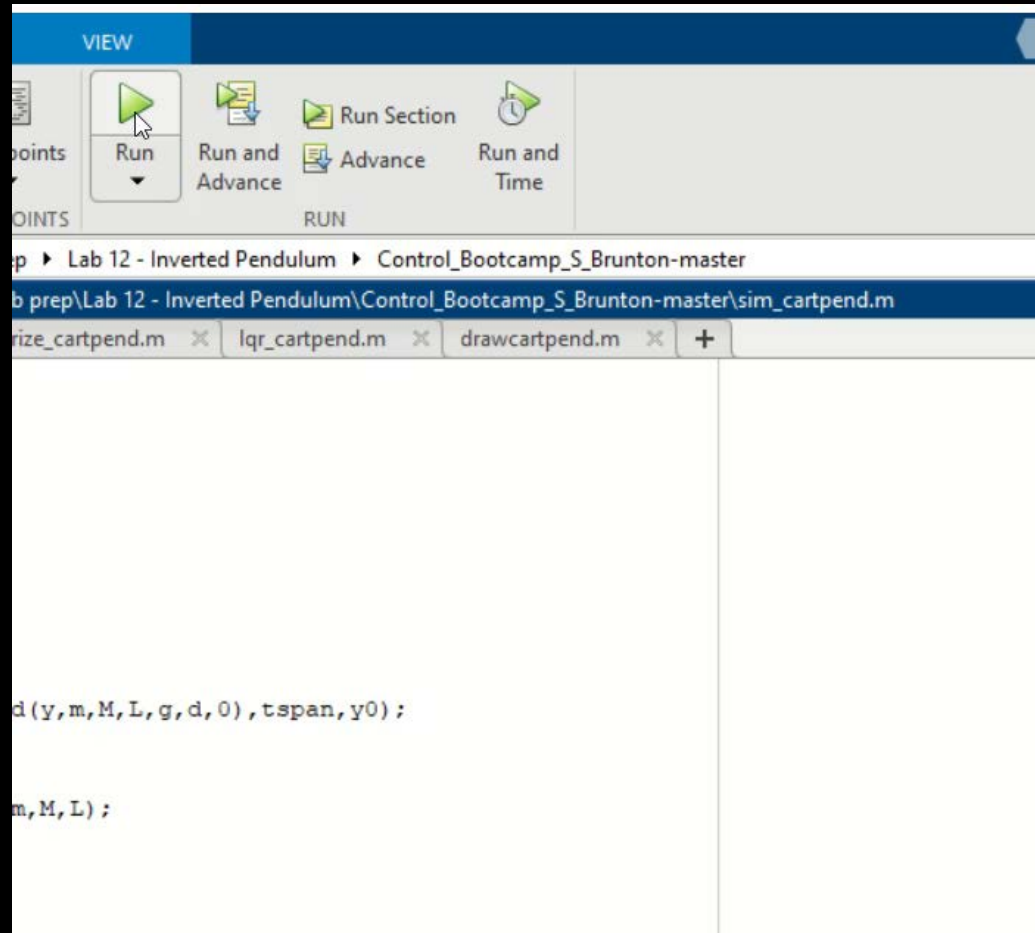 VIEW
Run Section
points
Run
Run and
Advance
Advance
Run and
Time
OINTS
RUN
ep ▸ Lab 12 - Inverted Pendulum ▸ Control_Bootcamp_S_Brunton-master
b prep\Lab 12 - Inverted Pendulum\Control_Bootcamp_S_Brunton-master\sim_cartpend.m
rize_cartpend.m
lqr_cartpend.m
drawcartpend.m
+
d(y,m,M,L,g,d,0),tspan,y0);
m,M,L);